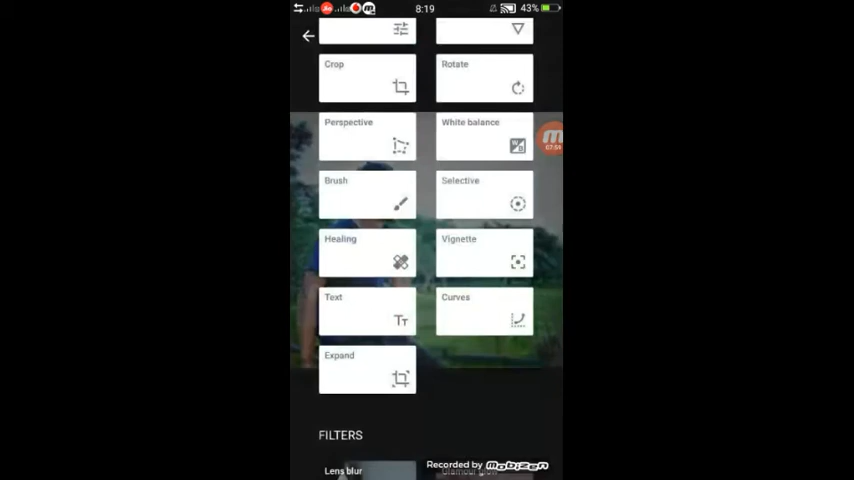 8:19
43%
Crop
Rotate
Perspective
White balance
Brush
Selective
Healing
Vignette
Text
Curves
Expand
FILTERS
Lens blur
Recorded by mobizen